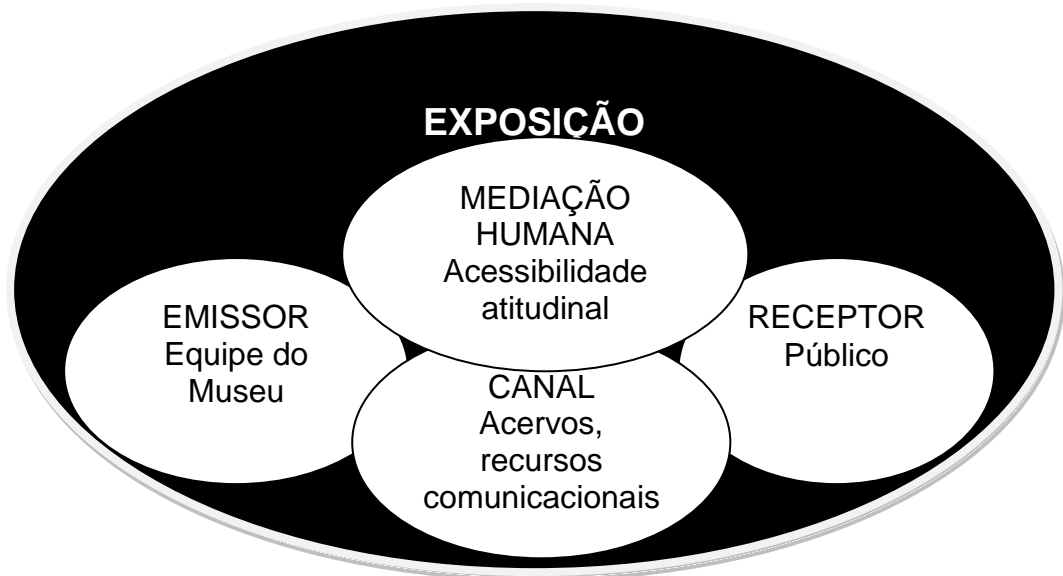 EXPOSIÇÃO
MEDIAÇÃO
HUMANA
Acessibilidade
atitudinal
EMISSOR
Equipe do
Museu
CANAL
Acervos,
recursos
comunicacionais
RECEPTOR
Público